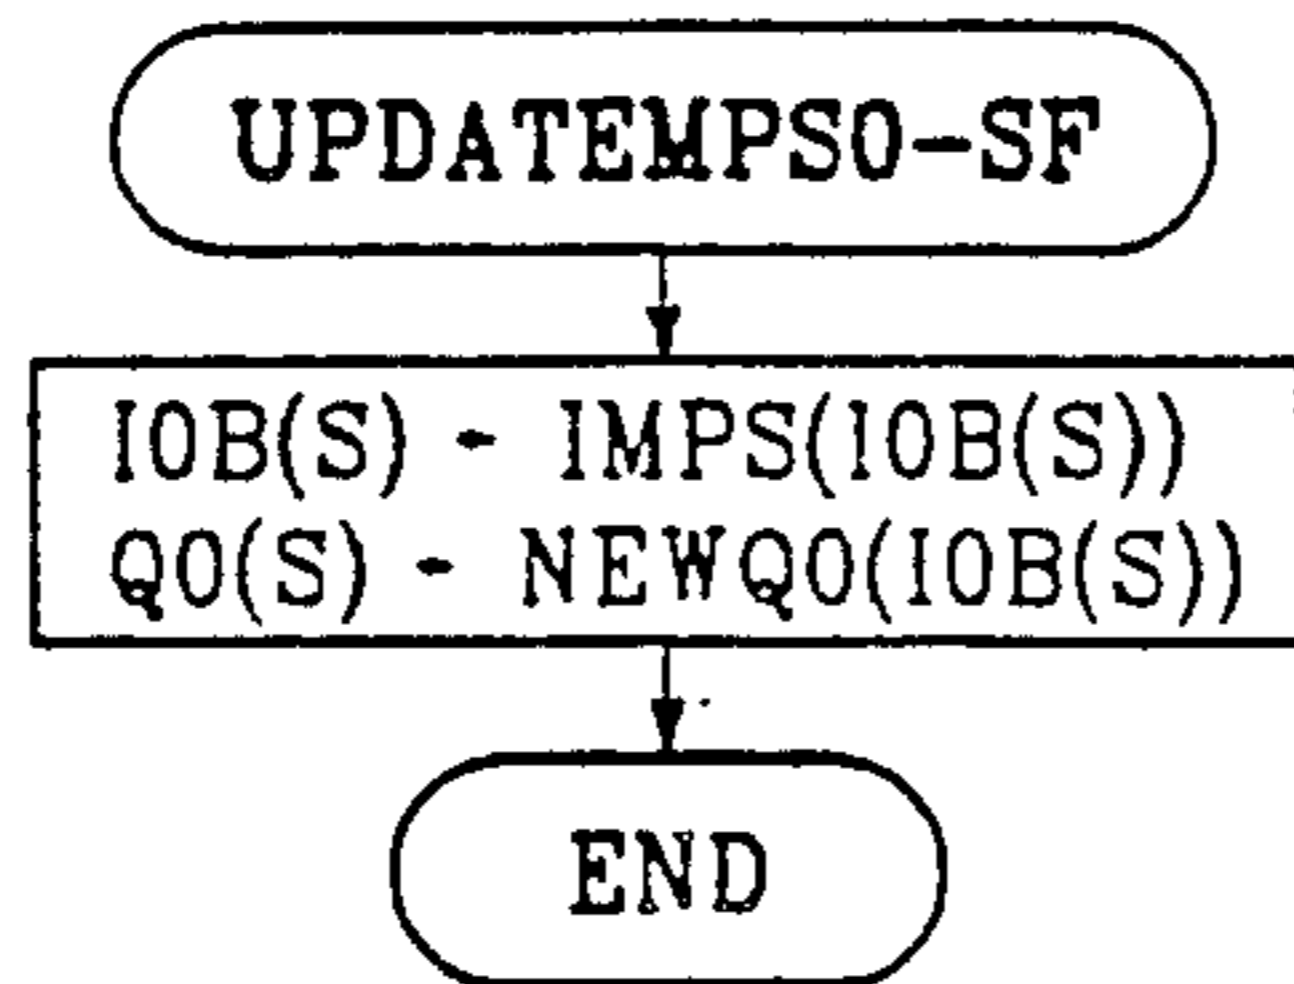 UPDATEMPS0-SF
I0B(S) ← IMPS(I0B(S))
Q0(S) ← NEWQ0(I0B(S))
END